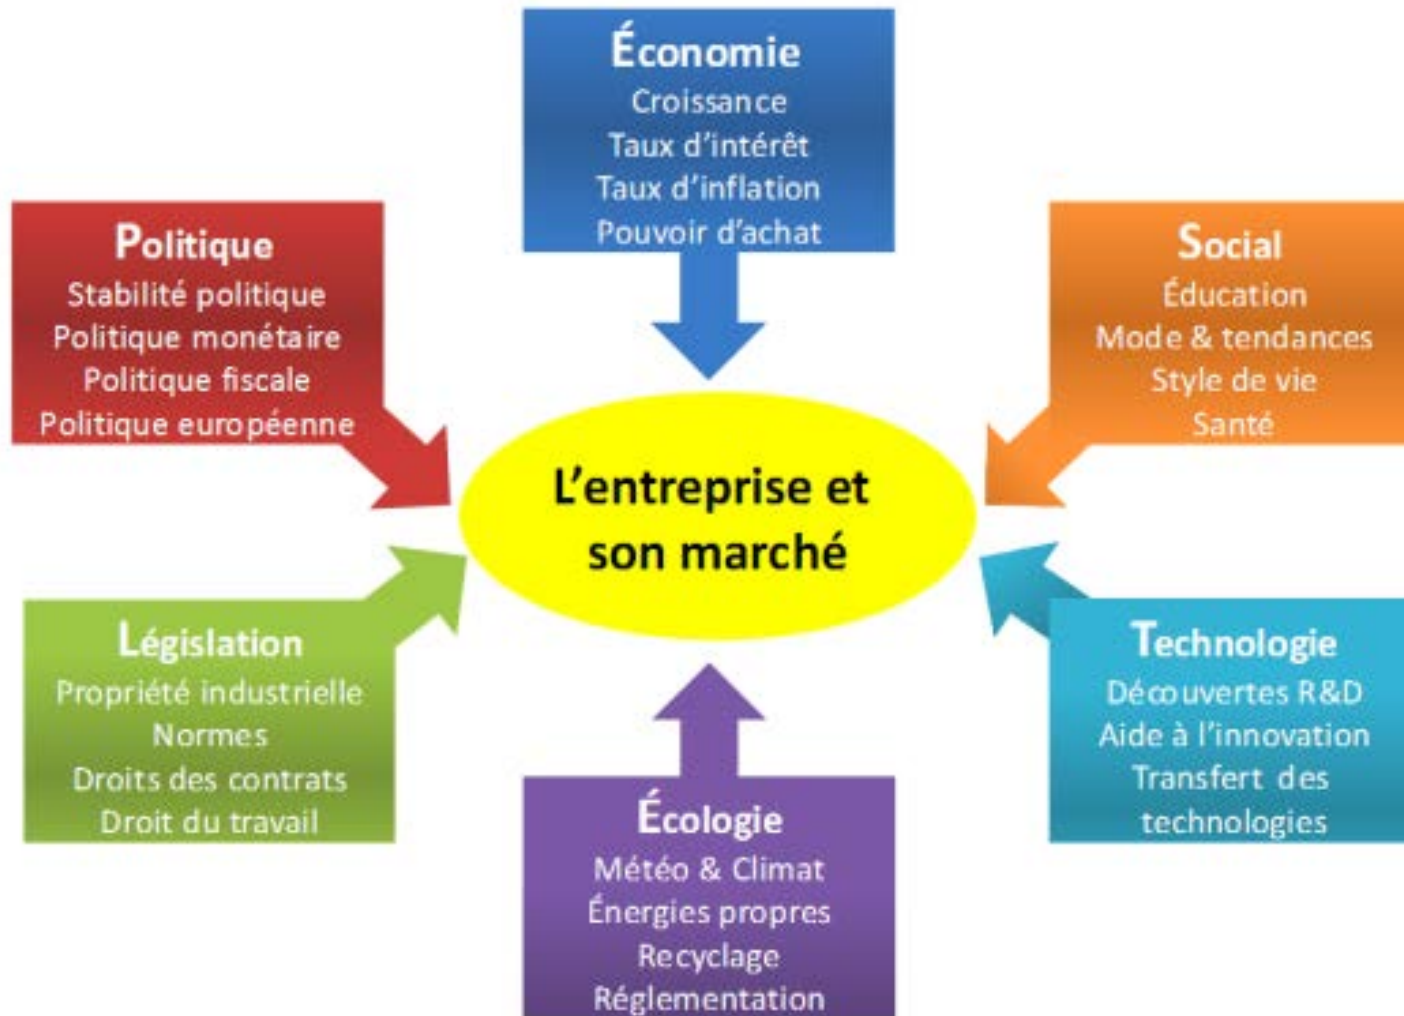 Économie
Croissance
Taux d'intérêt
Taux d'inflation
Pouvoir d'achat
Politique
Stabilité politique
Politique monétaire
Politique fiscale
Politique européenne
Social
Éducation
Mode & tendances
Style de vie
Santé
L'entreprise et
son marché
Législation
Propriété industrielle
Normes
Droits des contrats
Droit du travail
Technologie
Découvertes R&D
Aide à l'innovation
Transfert des
technologies
Écologie
Météo & Climat
Énergies propres
Recyclage
Réglementation